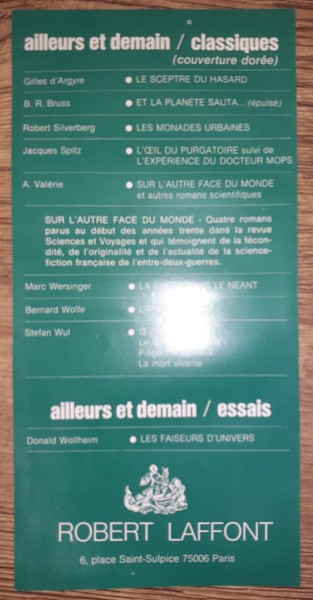 ailleurs et demain / classiques
(couverture dorée)
Gilles d'Argyre ● LE SCEPTRE DU HASARD
B. R. Bruss ● ET LA PLANÈTE SAUTA... (épuisé)
Robert Silverberg ● LES MONADES URBAINES
Jacques Spitz ● L'ŒIL DU PURGATOIRE suivi de
L'EXPÉRIENCE DU DOCTEUR MOPS
A. Valérie ● SUR L'AUTRE FACE DU MONDE
et autres romans scientifiques
SUR L'AUTRE FACE DU MONDE - Quatre romans
parus au début des années trente dans la revue
Sciences et Voyages et qui témoignent de la fécon-
dité, de l'originalité et de l'actualité de la science-
fiction française de l'entre-deux-guerres.
Marc Wersinger ● LA LE NÉANT
Bernard Wolfe ●
Stefan Wul ●
Piège
La mort vivante
ailleurs et demain / essais
Donald Wollheim ● LES FAISEURS D'UNIVERS
ROBERT LAFFONT
6, place Saint-Sulpice 75006 Paris